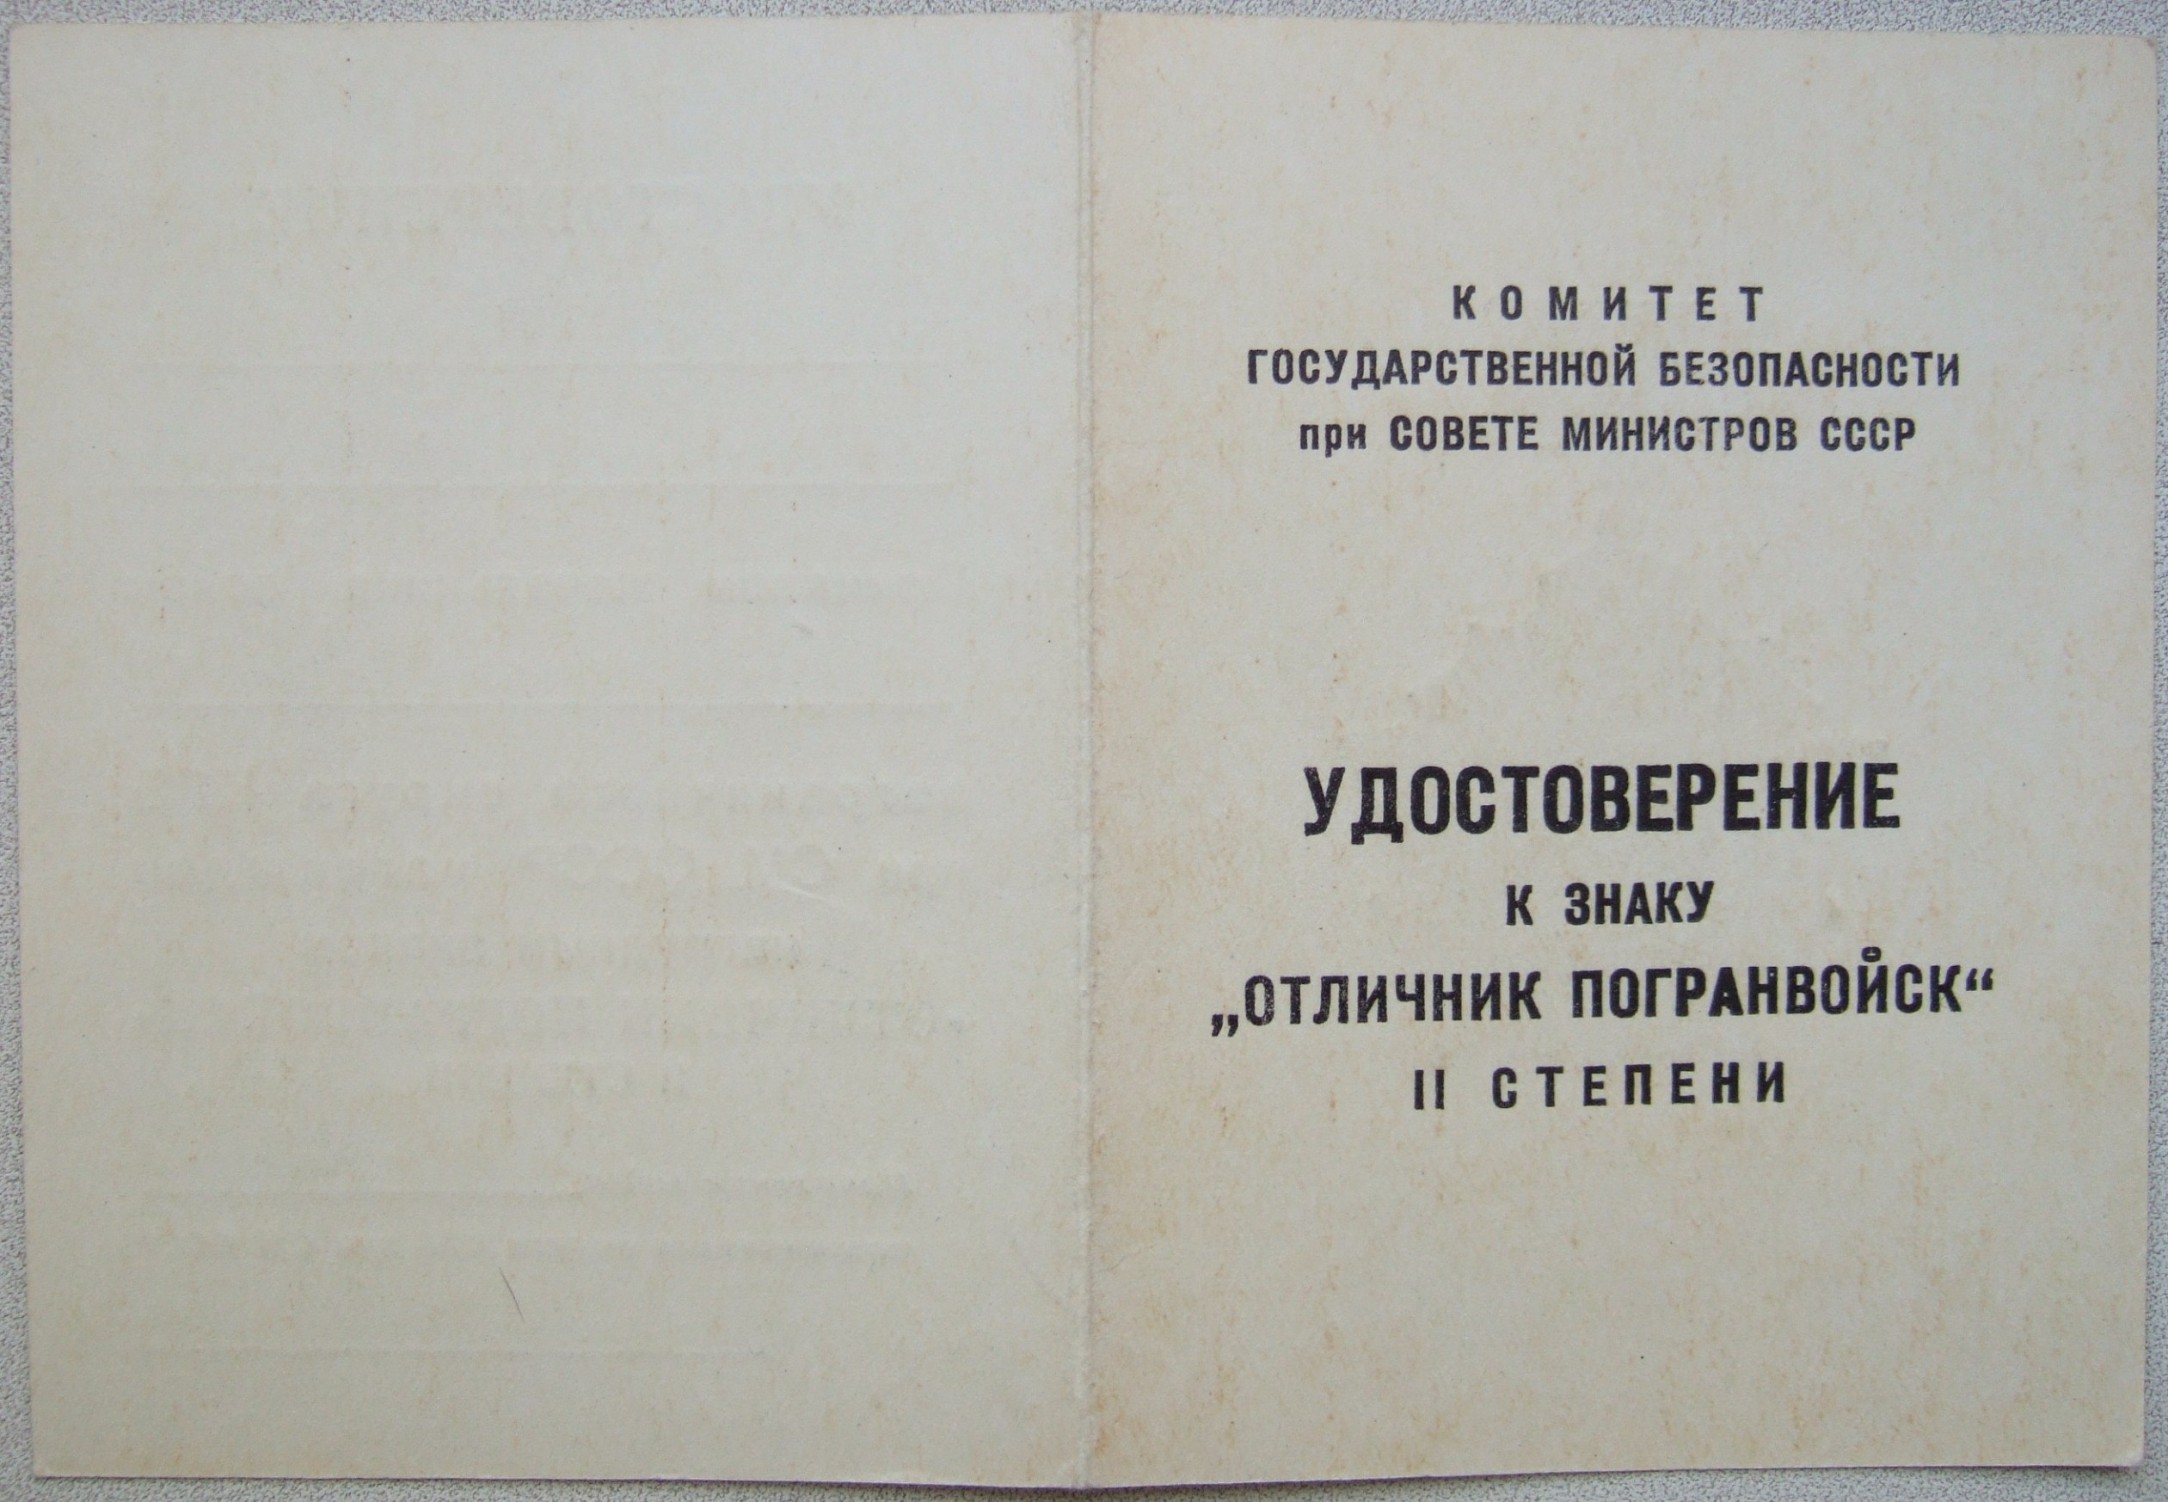 КОМИТЕТ
ГОСУДАРСТВЕННОЙ БЕЗОПАСНОСТИ
при СОВЕТЕ МИНИСТРОВ СССР
УДОСТОВЕРЕНИЕ
К ЗНАКУ
„ОТЛИЧНИК ПОГРАНВОЙСК“
II СТЕПЕНИ